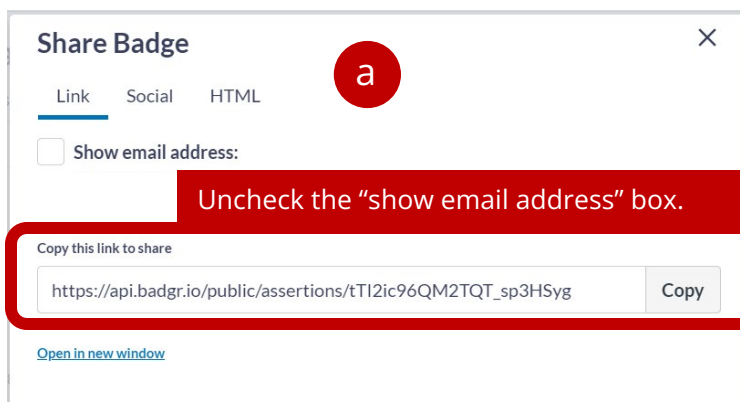 Share Badge
a
Link Social HTML
Show email address:
Uncheck the “show email address” box.
Copy this link to share
https://api.badgr.io/public/assertions/tTI2ic96QM2TQT_sp3HSyg Copy
Open in new window